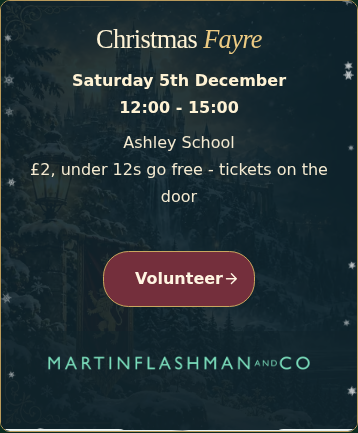 Christmas Fayre
Saturday 5th December
12:00 - 15:00
Ashley School
£2, under 12s go free - tickets on the
door
Volunteer→
MARTINFLASHMANANDCO